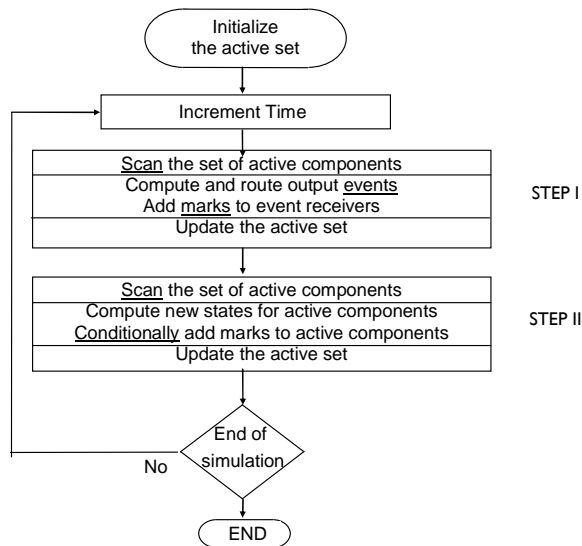 Initialize
the active set
Increment Time
Scan the set of active components
Compute and route output events
Add marks to event receivers
Update the active set
STEP I
Scan the set of active components
Compute new states for active components
Conditionally add marks to active components
Update the active set
STEP II
End of
simulation
No
END